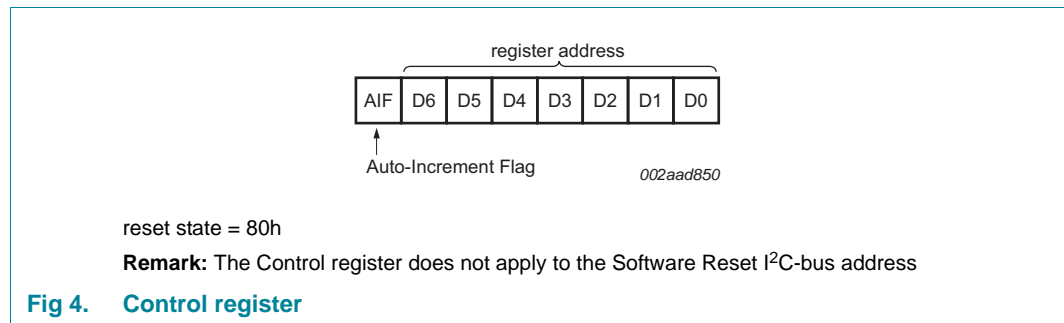 register address
AIF D6 D5 D4 D3 D2 D1 D0
Auto-Increment Flag
002aad850
reset state = 80h
Remark: The Control register does not apply to the Software Reset I²C-bus address
Fig 4. Control register